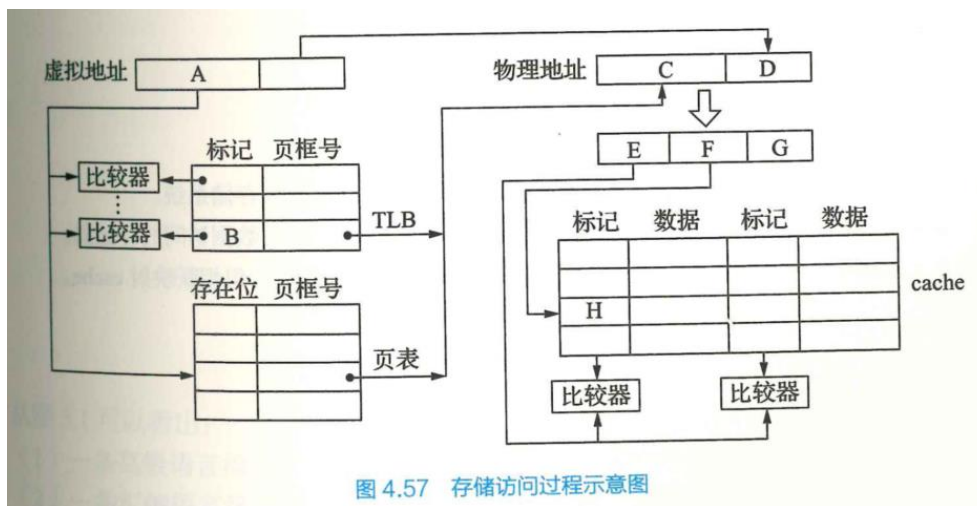 虚拟地址 A
物理地址 C D
E F G
标记 页框号
比较器
⋮
比较器 B TLB
标记 数据 标记 数据
cache
H
存在位 页框号
页表
比较器 比较器
图 4.57 存储访问过程示意图